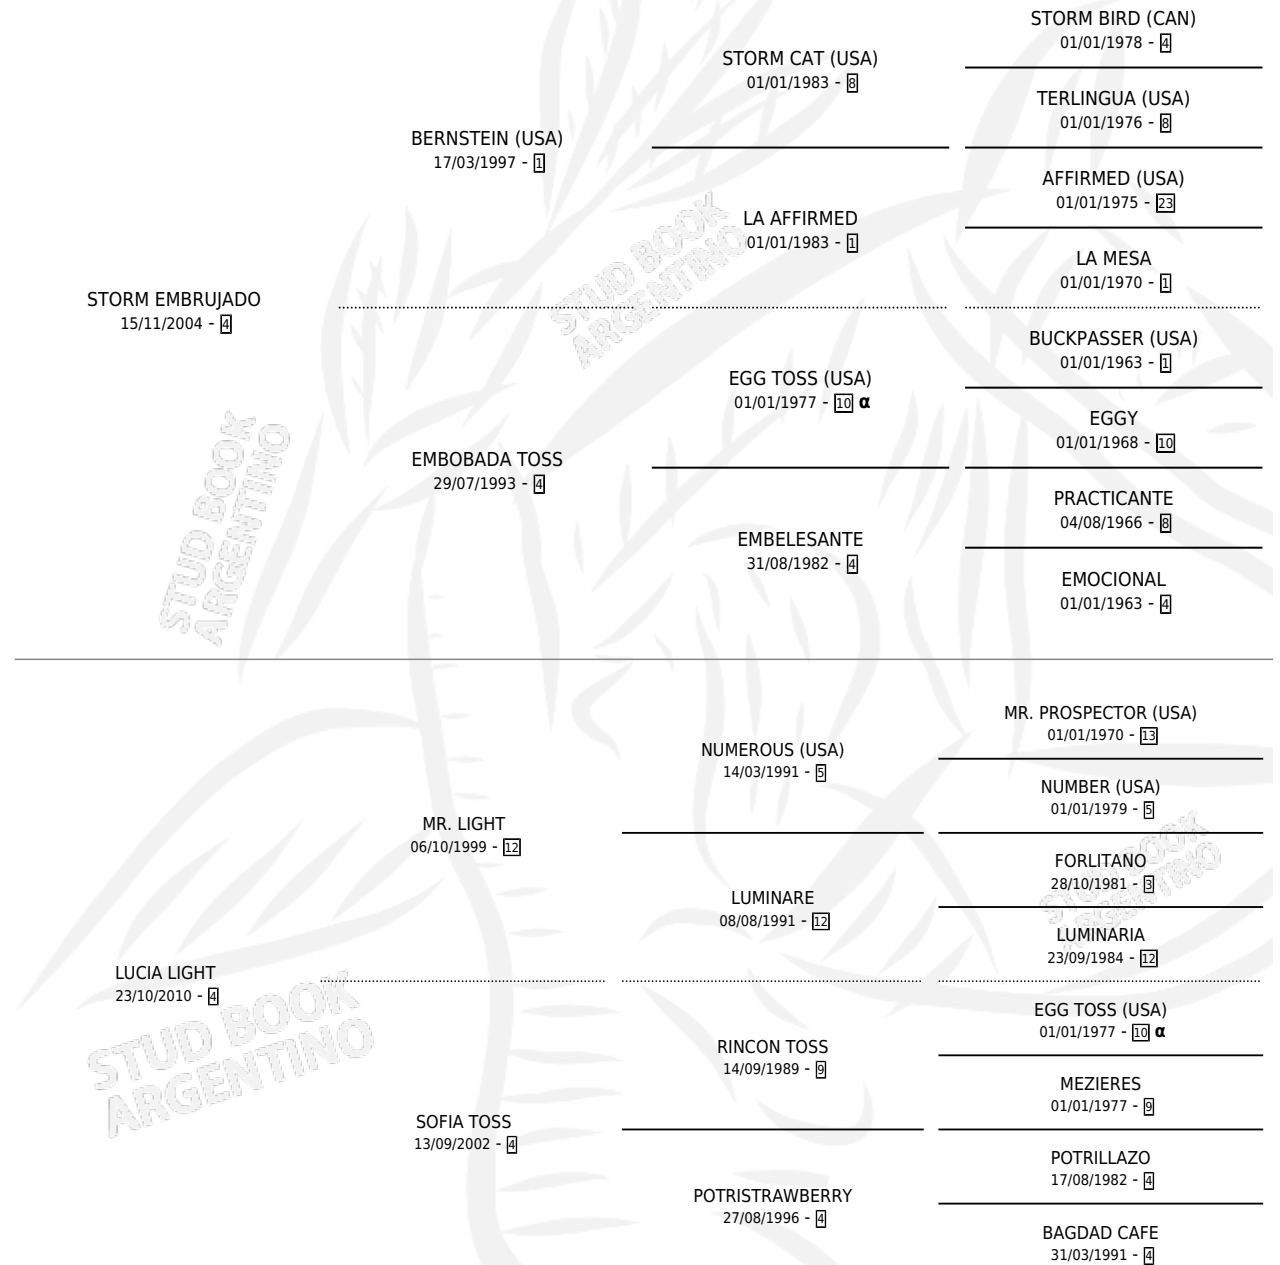 STORM BIRD (CAN)
01/01/1978 - 4
STORM CAT (USA)
01/01/1983 - 8
TERLINGUA (USA)
01/01/1976 - 8
BERNSTEIN (USA)
17/03/1997 - 1
AFFIRMED (USA)
01/01/1975 - 23
LA AFFIRMED
01/01/1983 - 1
LA MESA
01/01/1970 - 1
STORM EMBRUJADO
15/11/2004 - 4
BUCKPASSER (USA)
01/01/1963 - 1
EGG TOSS (USA)
01/01/1977 - 10 α
EGGY
01/01/1968 - 10
EMBOBADA TOSS
29/07/1993 - 4
PRACTICANTE
04/08/1966 - 8
EMBELESANTE
31/08/1982 - 4
EMOCIONAL
01/01/1963 - 4
MR. PROSPECTOR (USA)
01/01/1970 - 13
NUMEROUS (USA)
14/03/1991 - 5
NUMBER (USA)
01/01/1979 - 5
MR. LIGHT
06/10/1999 - 12
FORLITANO
28/10/1981 - 3
LUMINARE
08/08/1991 - 12
LUMINARIA
23/09/1984 - 12
LUCIA LIGHT
23/10/2010 - 4
EGG TOSS (USA)
01/01/1977 - 10 α
RINCON TOSS
14/09/1989 - 9
MEZIERES
01/01/1977 - 9
SOFIA TOSS
13/09/2002 - 4
POTRILLAZO
17/08/1982 - 4
POTRISTRAWBERRY
27/08/1996 - 4
BAGDAD CAFE
31/03/1991 - 4
STUD BOOK
ARGENTINO
STUD BOOK
ARGENTINO
STUD BOOK
ARGENTINO
STUD BOOK
ARGENTINO